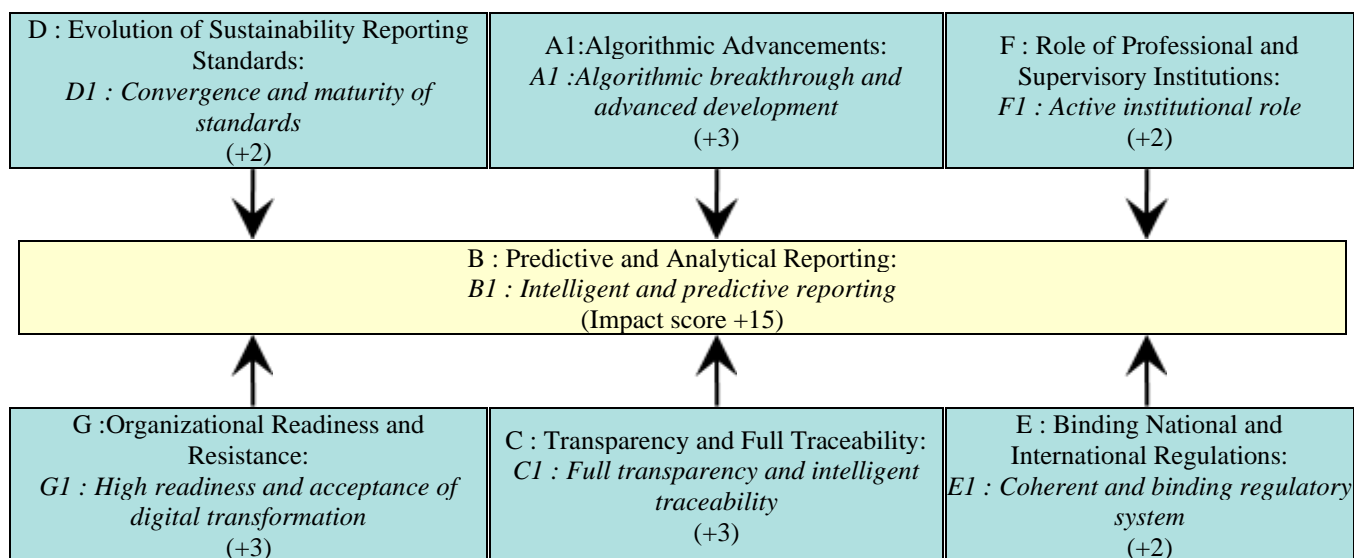 D : Evolution of Sustainability Reporting
Standards:
D1 : Convergence and maturity of
standards
(+2)
A1:Algorithmic Advancements:
A1 :Algorithmic breakthrough and
advanced development
(+3)
F : Role of Professional and
Supervisory Institutions:
F1 : Active institutional role
(+2)
B : Predictive and Analytical Reporting:
B1 : Intelligent and predictive reporting
(Impact score +15)
G :Organizational Readiness and
Resistance:
G1 : High readiness and acceptance of
digital transformation
(+3)
C : Transparency and Full Traceability:
C1 : Full transparency and intelligent
traceability
(+3)
E : Binding National and
International Regulations:
E1 : Coherent and binding regulatory
system
(+2)